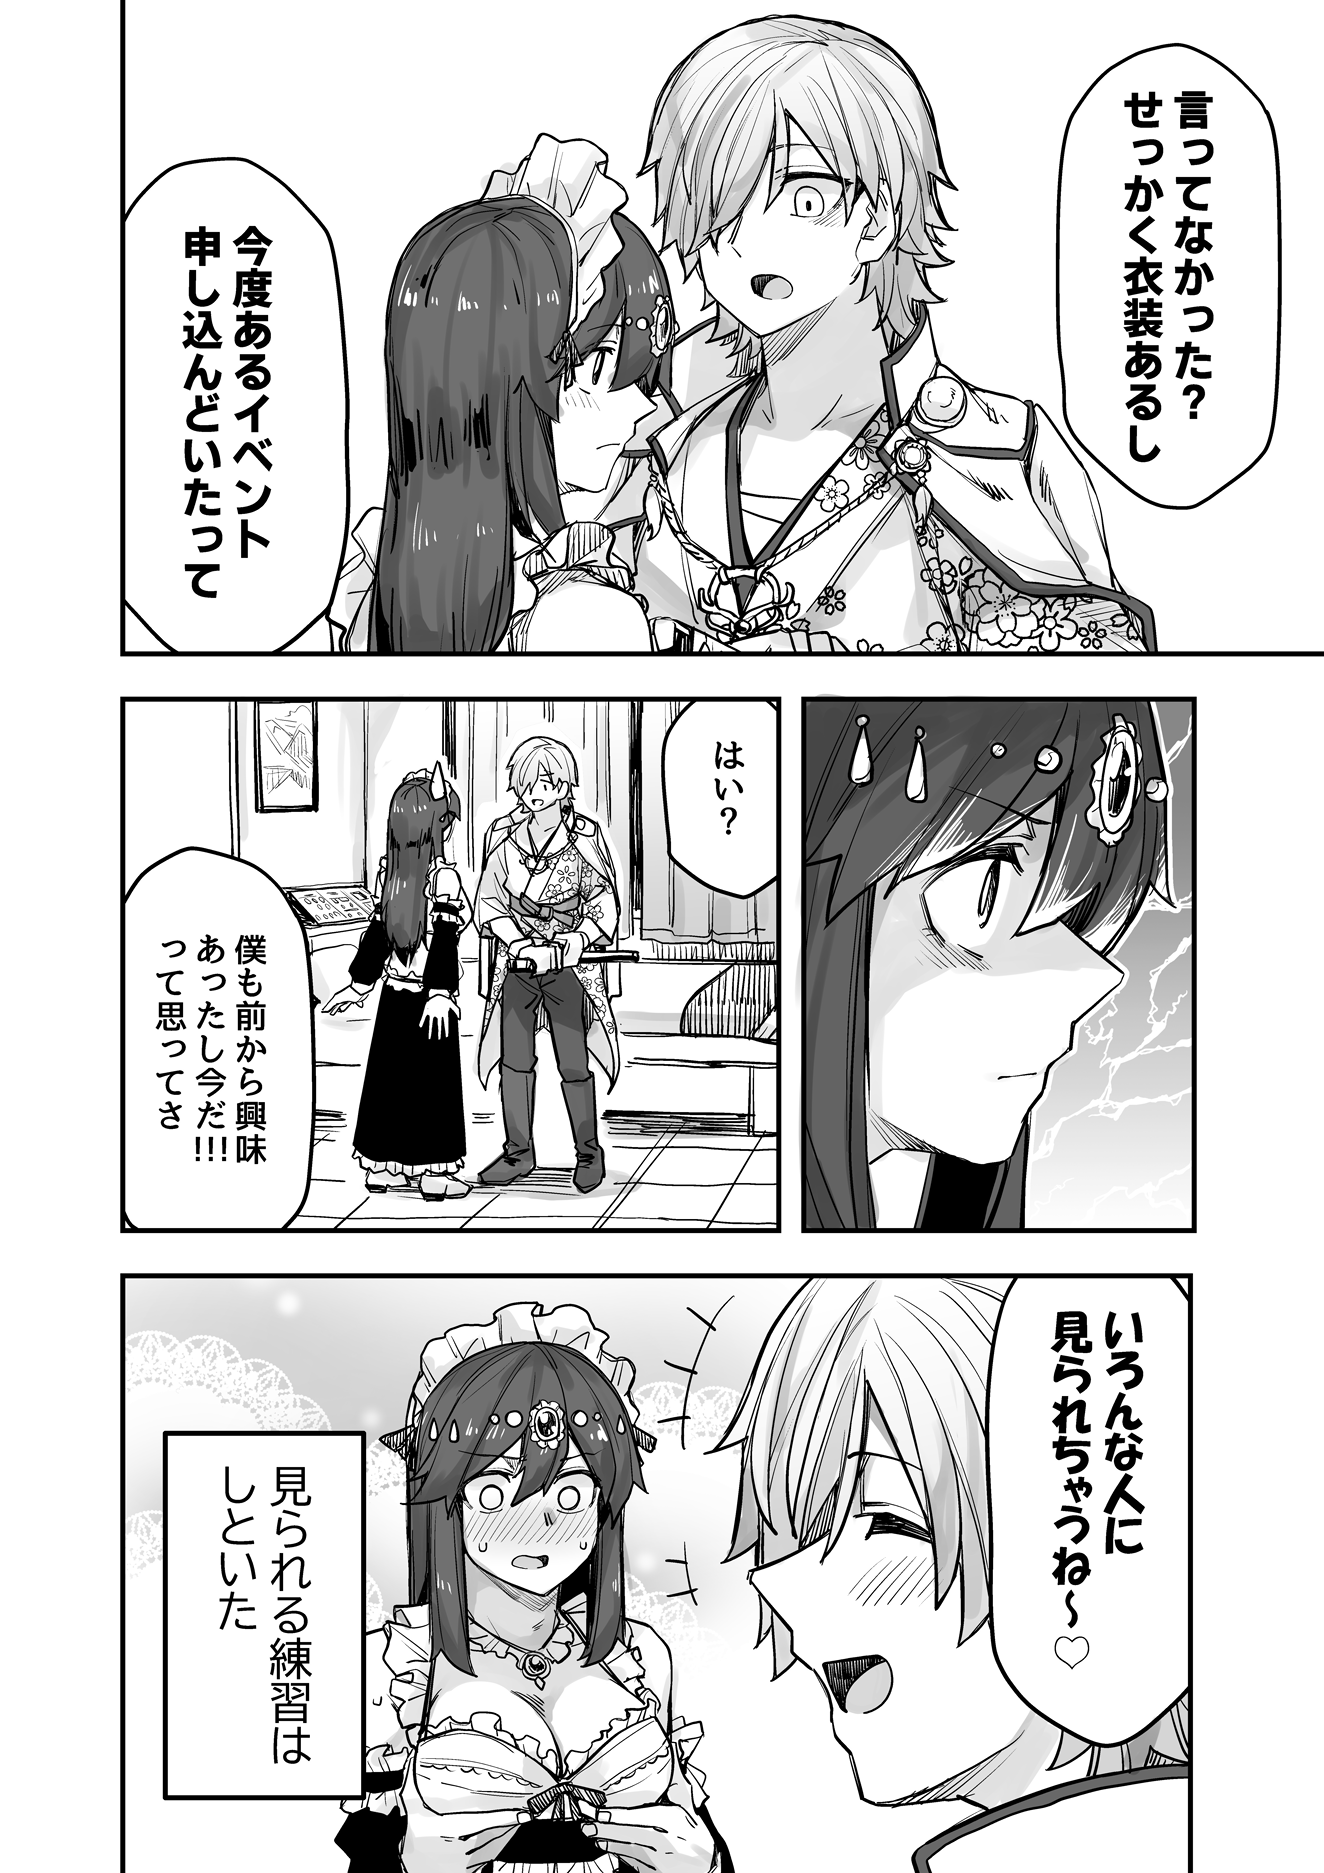 言ってなかった？
せっかく衣装あるし
今度あるイベント
申し込んどいたって
はい？
僕も前から興味
あったし今だ!!!
って思ってさ
いろんな人に
見られちゃうね〜♡
見られる練習は
しといた